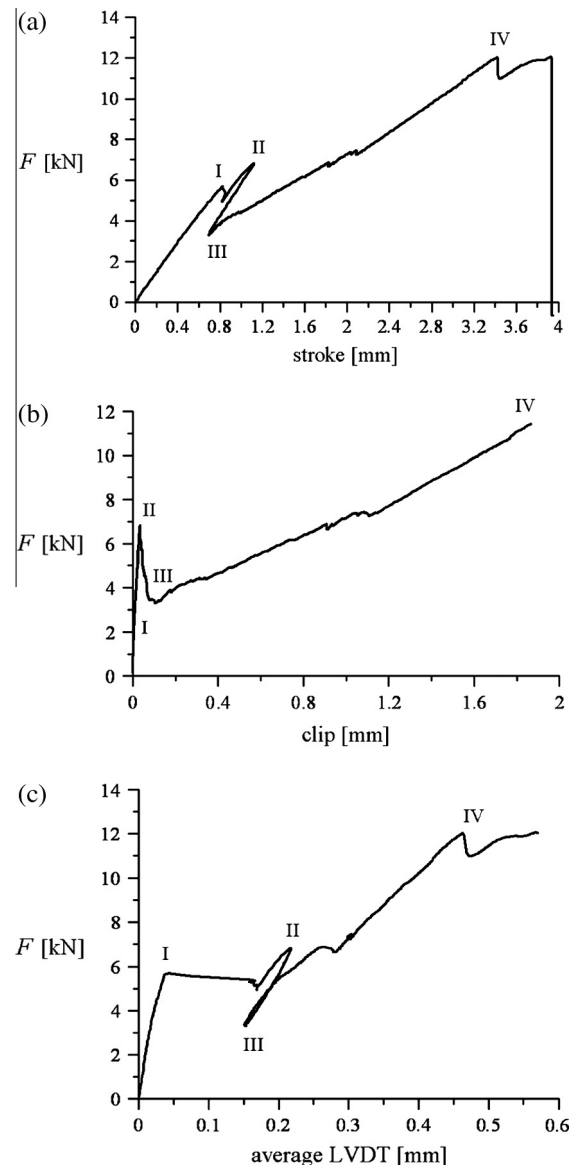 (a)
14
12
10
8
6
4
2
0
F [kN]
I
II
III
IV
0 0.4 0.8 1.2 1.6 2 2.4 2.8 3.2 3.6 4
stroke [mm]
(b)
12
10
8
6
4
2
0
F [kN]
II
III
I
IV
0 0.4 0.8 1.2 1.6 2
clip [mm]
(c)
14
12
10
8
6
4
2
0
F [kN]
I
II
III
IV
0 0.1 0.2 0.3 0.4 0.5 0.6
average LVDT [mm]